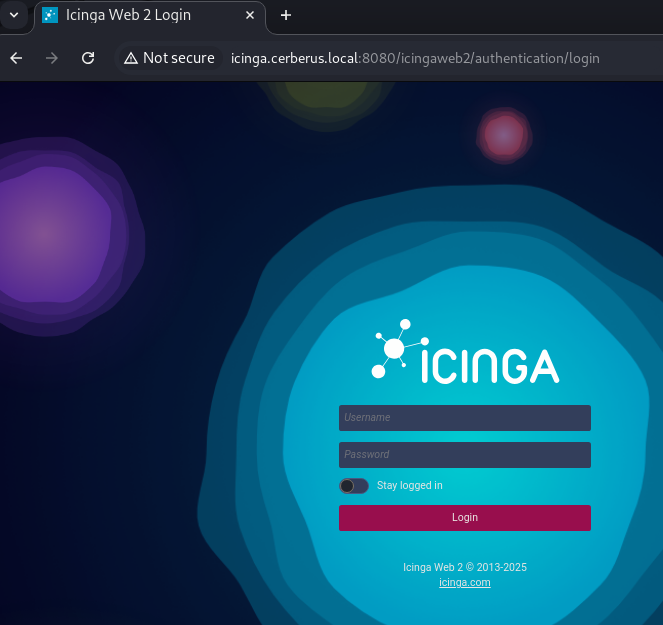 Icinga Web 2 Login
Not secure icinga.cerberus.local:8080/icingaweb2/authentication/login
ICINGA
Username
Password
Stay logged in
Login
Icinga Web 2 © 2013-2025
icinga.com